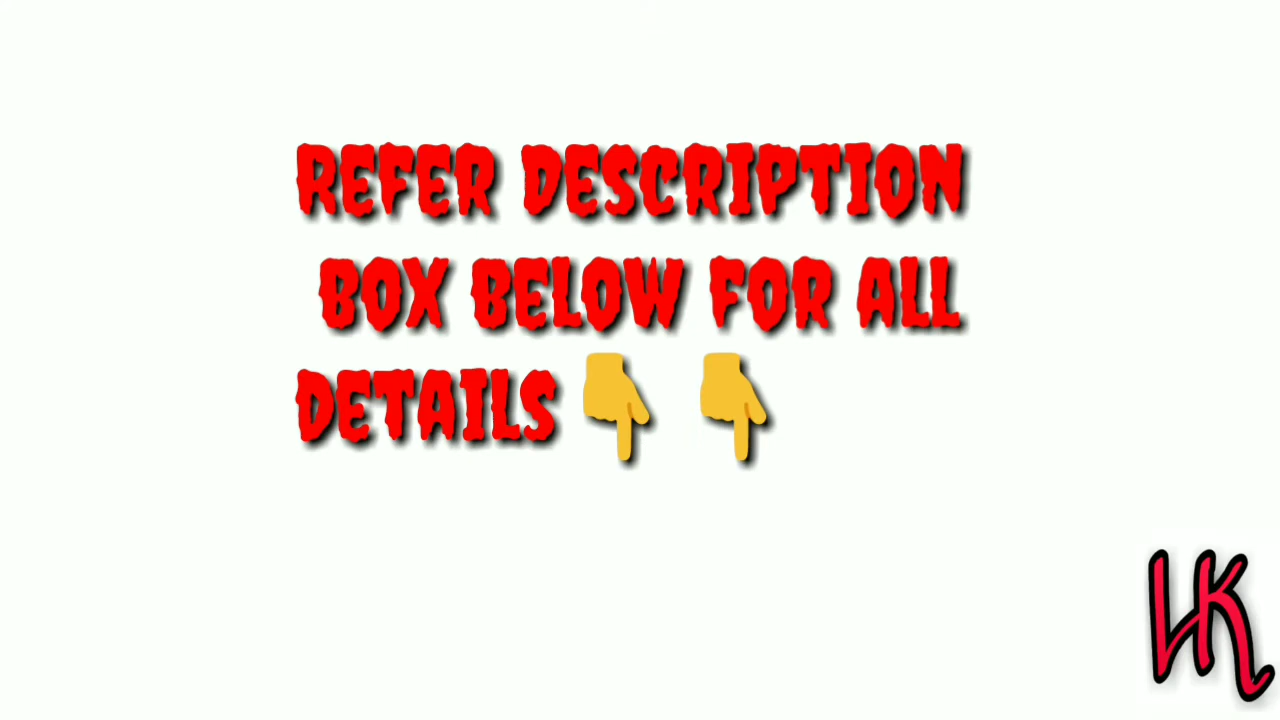 REFER DESCRIPTION
BOX BELOW FOR ALL
DETAILS👇 👇
HK